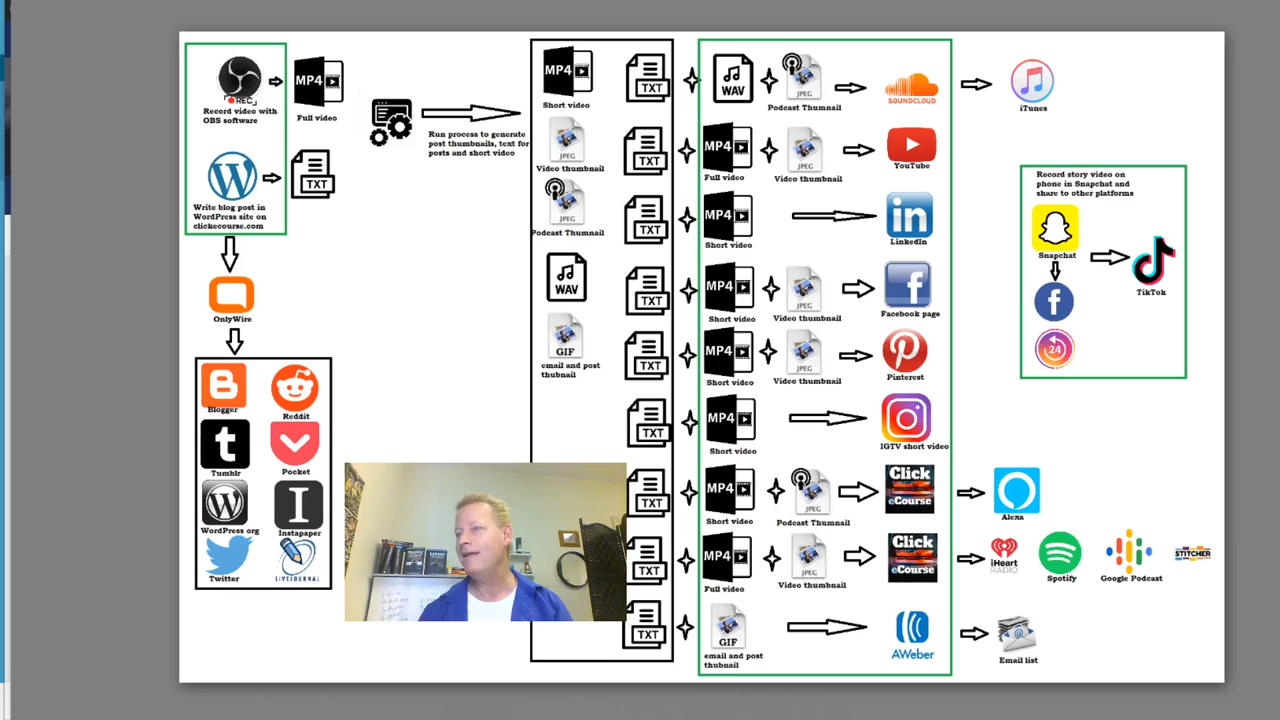 REC
Record video with
OBS software
MP4
Full video
TXT
Write blog post in
WordPress site on
clickecourse.com
OnlyWire
Blogger
Reddit
Tumblr
Pocket
WordPress org
Instapaper
Twitter
LIVEJOURNAL
Run process to generate
post thumbnails, text for
posts and short video
MP4
Short video
JPEG
Video thumbnail
JPEG
Podcast Thumnail
WAV
GIF
email and post
thubnail
TXT
TXT
TXT
TXT
TXT
TXT
TXT
TXT
TXT
WAV
JPEG
Podcast Thumnail
SOUNDCLOUD
iTunes
MP4
Full video
JPEG
Video thumbnail
YouTube
MP4
Short video
in
LinkedIn
MP4
Short video
JPEG
Video thumbnail
Facebook page
MP4
Short video
JPEG
Video thumbnail
Pinterest
MP4
Short video
IGTV short video
MP4
Short video
JPEG
Podcast Thumnail
Click
eCourse
Alexa
MP4
Full video
JPEG
Video thumbnail
Click
eCourse
iHeart
RADIO
Spotify
Google Podcast
STITCHER
GIF
email and post
thubnail
AWeber
Email list
Record story video on
phone in Snapchat and
share to other platforms
Snapchat
TikTok
24